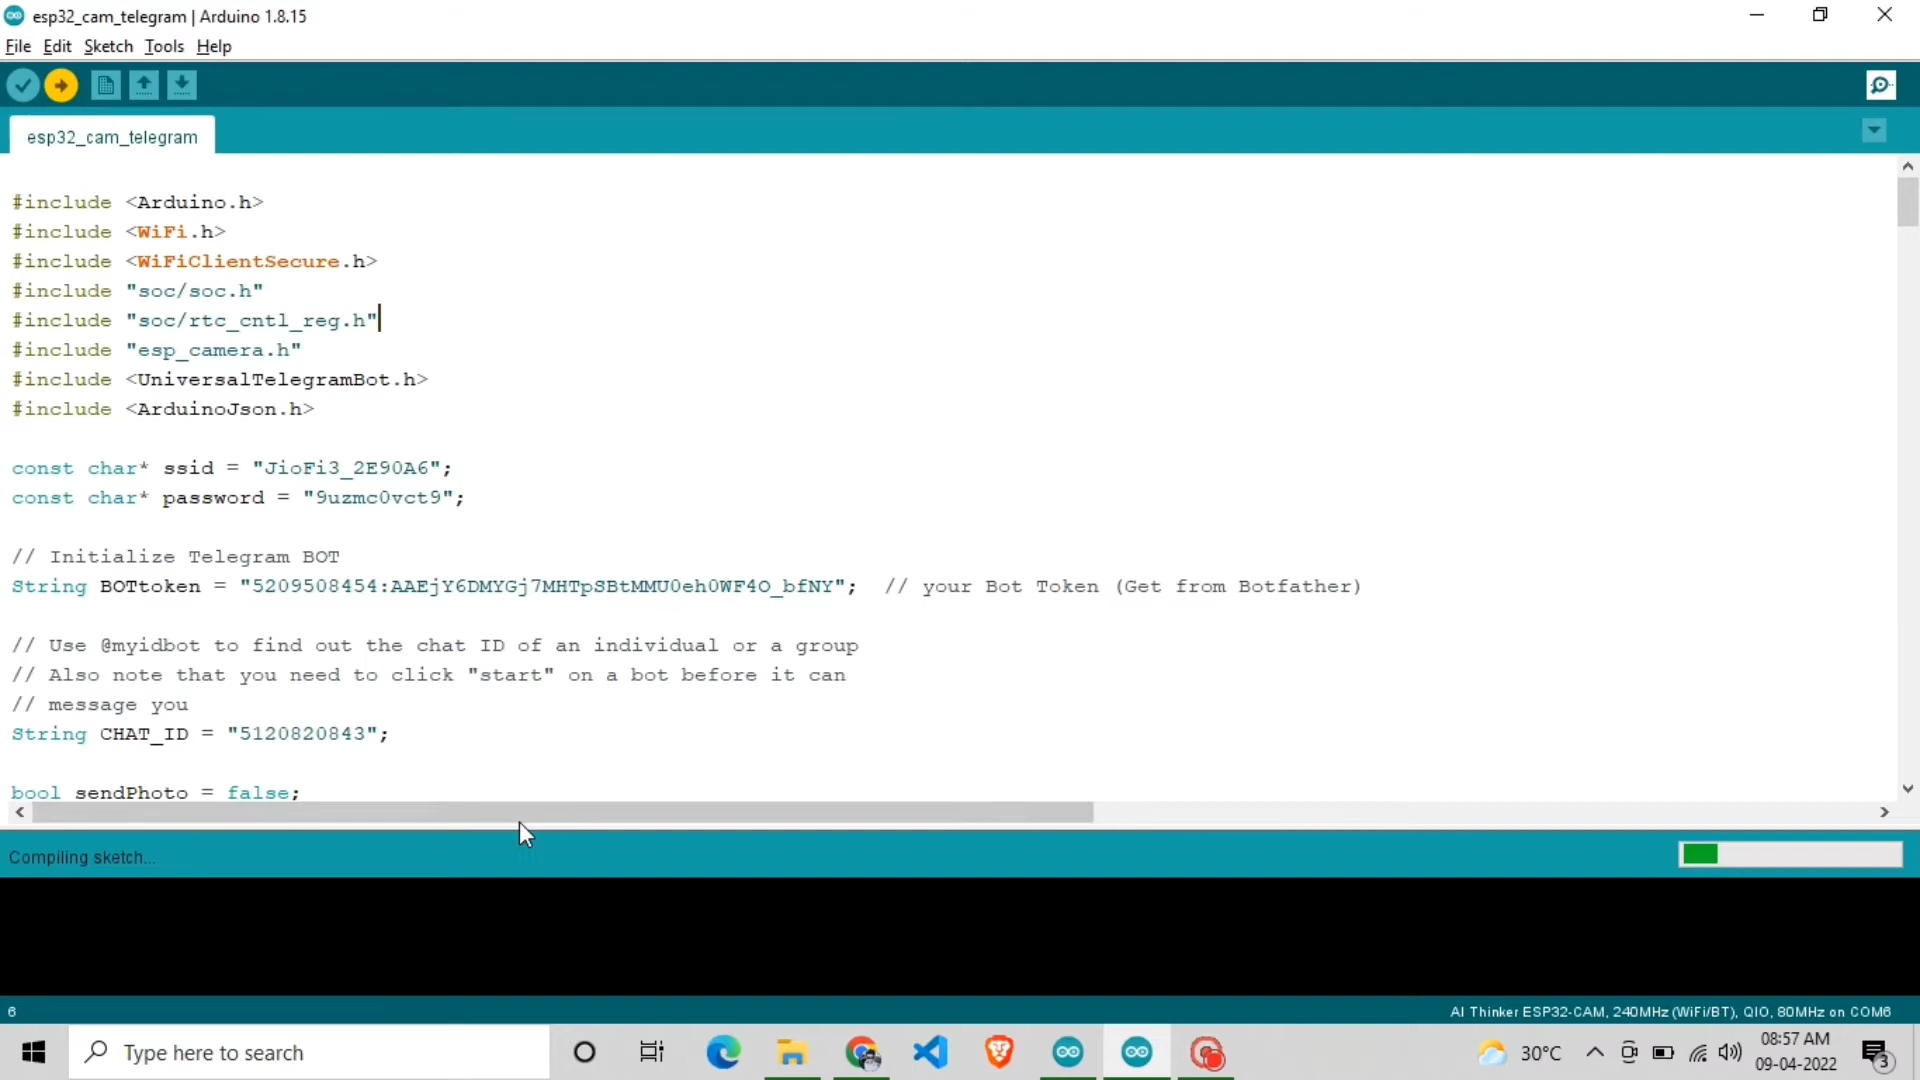 esp32_cam_telegram | Arduino 1.8.15
File Edit Sketch Tools Help
esp32_cam_telegram
#include <Arduino.h>
#include <WiFi.h>
#include <WiFiClientSecure.h>
#include "soc/soc.h"
#include "soc/rtc_cntl_reg.h"
#include "esp_camera.h"
#include <UniversalTelegramBot.h>
#include <ArduinoJson.h>
const char* ssid = "JioFi3_2E90A6";
const char* password = "9uzmc0vct9";
// Initialize Telegram BOT
String BOTtoken = "5209508454:AAEjY6DMYGj7MHTpSBtMMU0eh0WF4O_bfNY";  // your Bot Token (Get from Botfather)
// Use @myidbot to find out the chat ID of an individual or a group
// Also note that you need to click "start" on a bot before it can
// message you
String CHAT_ID = "5120820843";
bool sendPhoto = false;
Compiling sketch...
6
AI Thinker ESP32-CAM, 240MHz (WiFi/BT), QIO, 80MHz on COM6
Type here to search
30°C
08:57 AM
09-04-2022
3